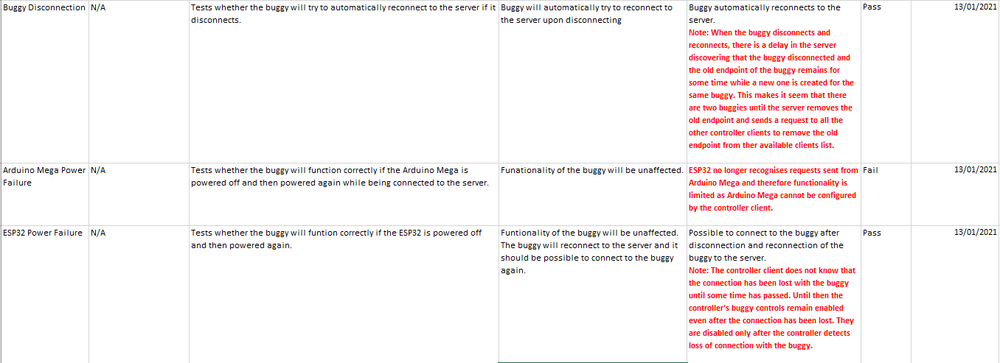 Buggy Disconnection
N/A
Tests whether the buggy will try to automatically reconnect to the server if it
disconnects.
Buggy will automatically try to reconnect to
the server upon disconnecting
Buggy automatically reconnects to the
server.
Note: When the buggy disconnects and
reconnects, there is a delay in the server
discovering that the buggy disconnected and
the old endpoint of the buggy remains for
some time while a new one is created for the
same buggy. This makes it seem that there
are two buggies until the server removes the
old endpoint and sends a request to all the
other controller clients to remove the old
endpoint from ther available clients list.
Pass
13/01/2021
Arduino Mega Power
Failure
N/A
Tests whether the buggy will function correctly if the Arduino Mega is
powered off and then powered again while being connected to the server.
Funationality of the buggy will be unaffected.
ESP32 no longer recognises requests sent from
Arduino Mega and therefore functionality is
limited as Arduino Mega cannot be configured
by the controller client.
Fail
13/01/2021
ESP32 Power Failure
N/A
Tests whether the buggy will funtion correctly if the ESP32 is powered off
and then powered again.
Funtionality of the buggy will be unaffected.
The buggy will reconnect to the server and it
should be possible to connect to the buggy
again.
Possible to connect to the buggy after
disconnection and reconnection of the
buggy to the server.
Note: The controller client does not know that
the connection has been lost with the buggy
until some time has passed. Until then the
controller's buggy controls remain enabled
even after the connection has been lost. They
are disabled only after the controller detects
loss of connection with the buggy.
Pass
13/01/2021